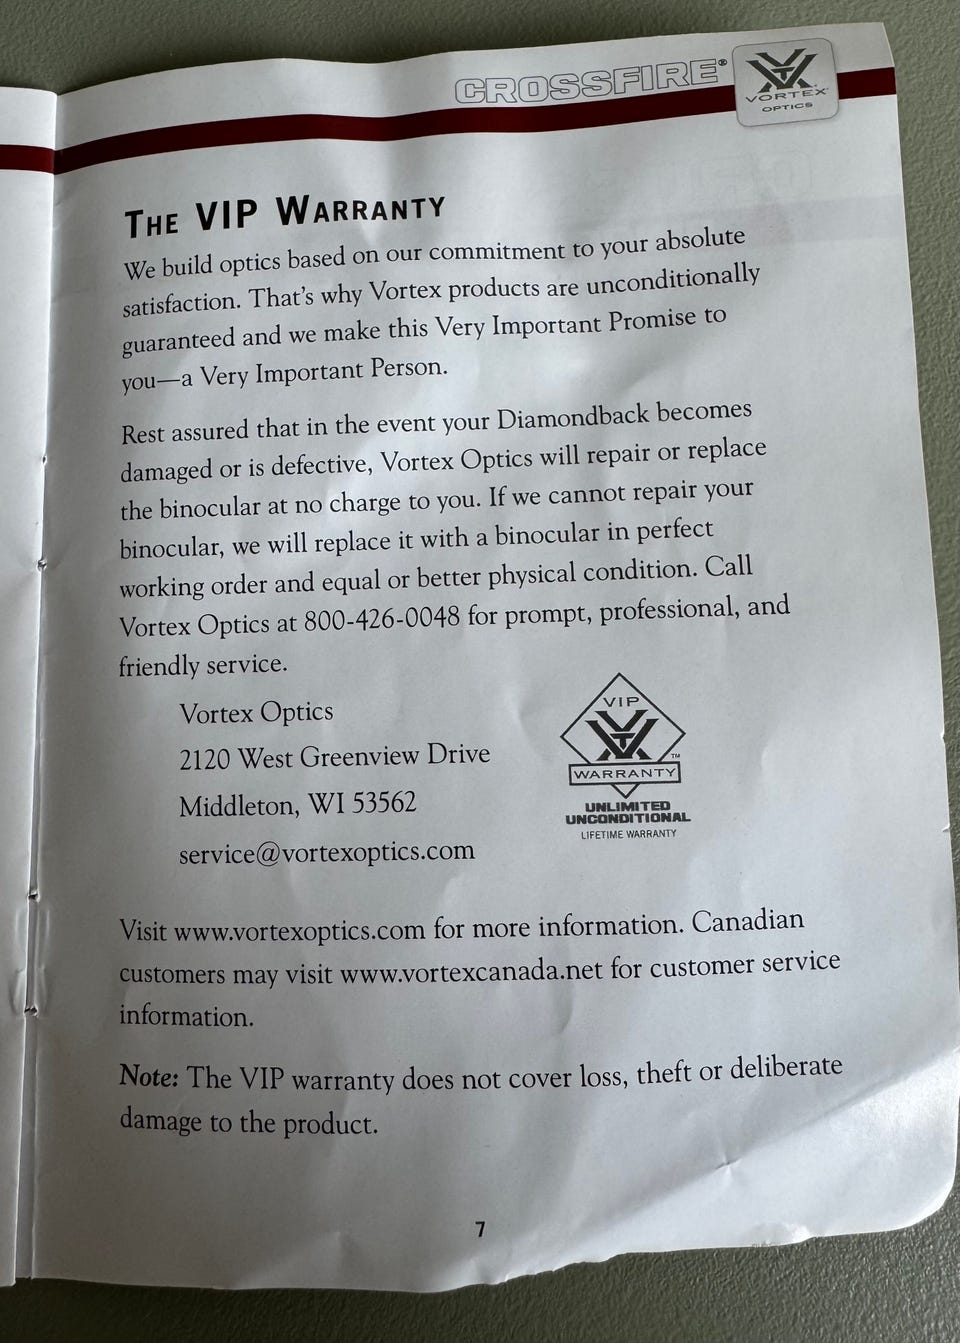 CROSSFIRE®
VORTEX®
OPTICS
THE VIP WARRANTY
We build optics based on our commitment to your absolute
satisfaction. That's why Vortex products are unconditionally
guaranteed and we make this Very Important Promise to
you—a Very Important Person.
Rest assured that in the event your Diamondback becomes
damaged or is defective, Vortex Optics will repair or replace
the binocular at no charge to you. If we cannot repair your
binocular, we will replace it with a binocular in perfect
working order and equal or better physical condition. Call
Vortex Optics at 800-426-0048 for prompt, professional, and
friendly service.
Vortex Optics
2120 West Greenview Drive
Middleton, WI 53562
service@vortexoptics.com
VIP
WARRANTY™
UNLIMITED
UNCONDITIONAL
LIFETIME WARRANTY
Visit www.vortexoptics.com for more information. Canadian
customers may visit www.vortexcanada.net for customer service
information.
Note: The VIP warranty does not cover loss, theft or deliberate
damage to the product.
7